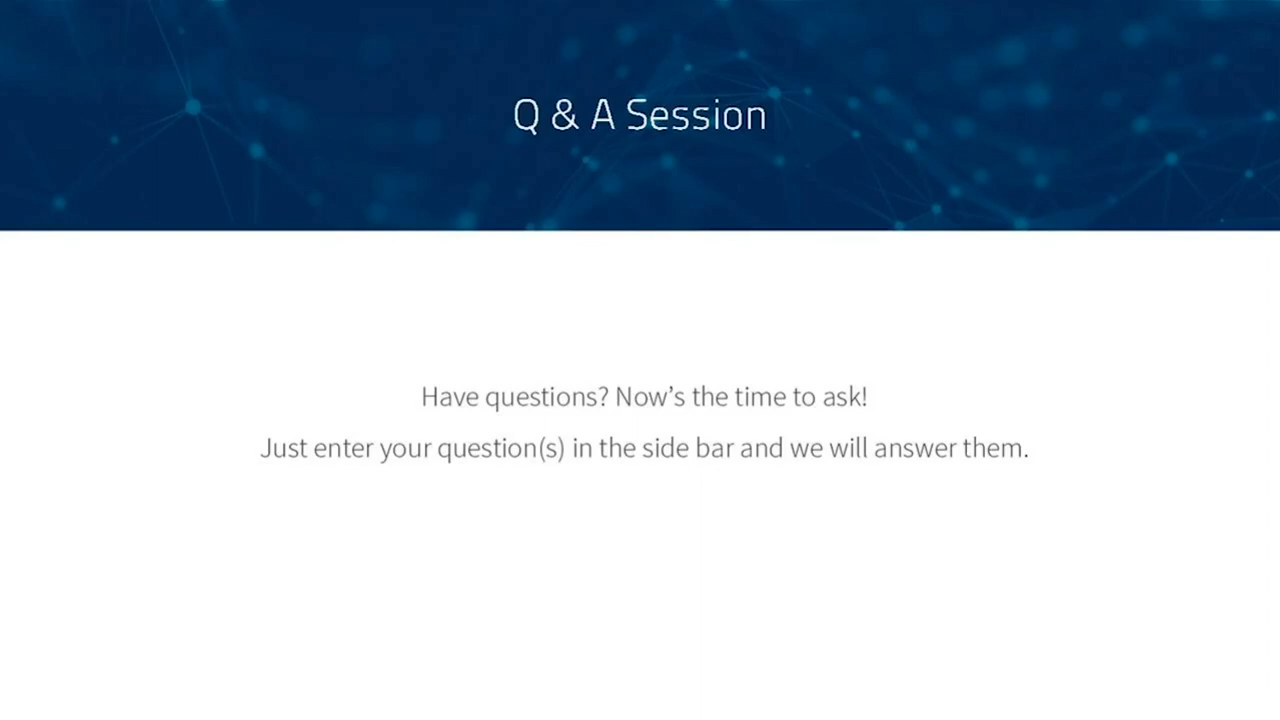 Q & A Session
Have questions? Now’s the time to ask!
Just enter your question(s) in the side bar and we will answer them.